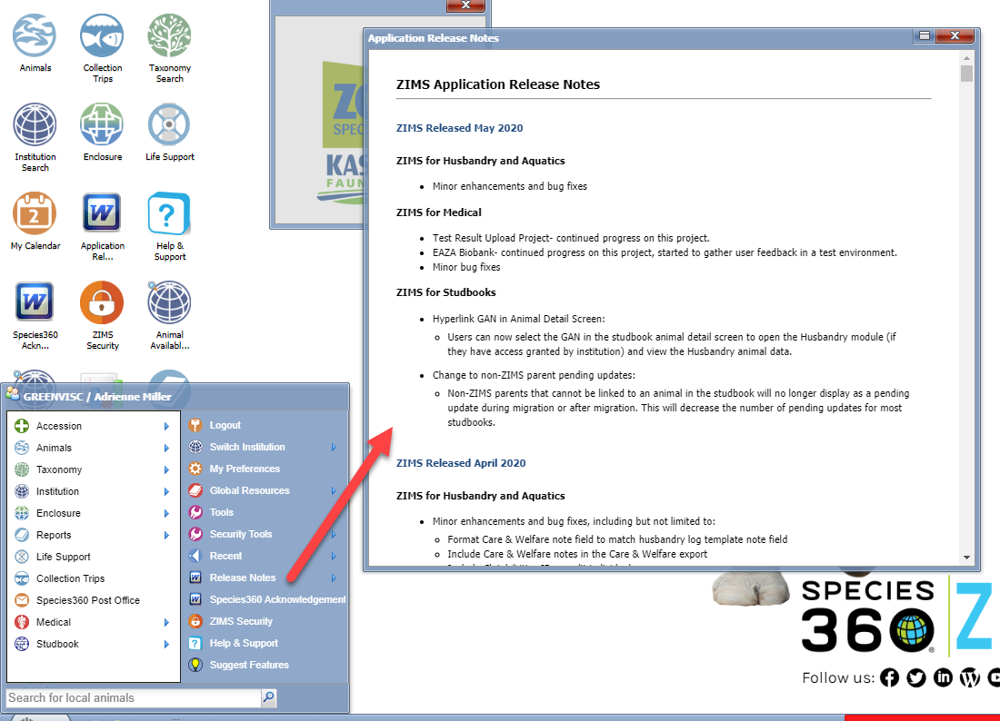 Animals
Collection
Trips
Taxonomy
Search
Institution
Search
Enclosure
Life Support
2
My Calendar
W
Application
Rel...
?
Help &
Support
W
Species360
Ackn...
ZIMS
Security
Animal
Availabl...
SPEC
KAS
FAUN
Application Release Notes
ZIMS Application Release Notes
ZIMS Released May 2020
ZIMS for Husbandry and Aquatics
• Minor enhancements and bug fixes
ZIMS for Medical
• Test Result Upload Project- continued progress on this project.
• EAZA Biobank- continued progress on this project, started to gather user feedback in a test environment.
• Minor bug fixes
ZIMS for Studbooks
• Hyperlink GAN in Animal Detail Screen:
○ Users can now select the GAN in the studbook animal detail screen to open the Husbandry module (if
they have access granted by institution) and view the Husbandry animal data.
• Change to non-ZIMS parent pending updates:
○ Non-ZIMS parents that cannot be linked to an animal in the studbook will no longer display as a pending
update during migration or after migration. This will decrease the number of pending updates for most
studbooks.
ZIMS Released April 2020
ZIMS for Husbandry and Aquatics
• Minor enhancements and bug fixes, including but not limited to:
○ Format Care & Welfare note field to match husbandry log template note field
○ Include Care & Welfare notes in the Care & Welfare export
GREENVISC / Adrienne Miller
Accession
Animals
Taxonomy
Institution
Enclosure
Reports
Life Support
Collection Trips
Species360 Post Office
Medical
Studbook
Logout
Switch Institution
My Preferences
Global Resources
Tools
Security Tools
Recent
Release Notes
Species360 Acknowledgement
ZIMS Security
Help & Support
Suggest Features
Search for local animals
SPECIES
360
Z
Follow us: